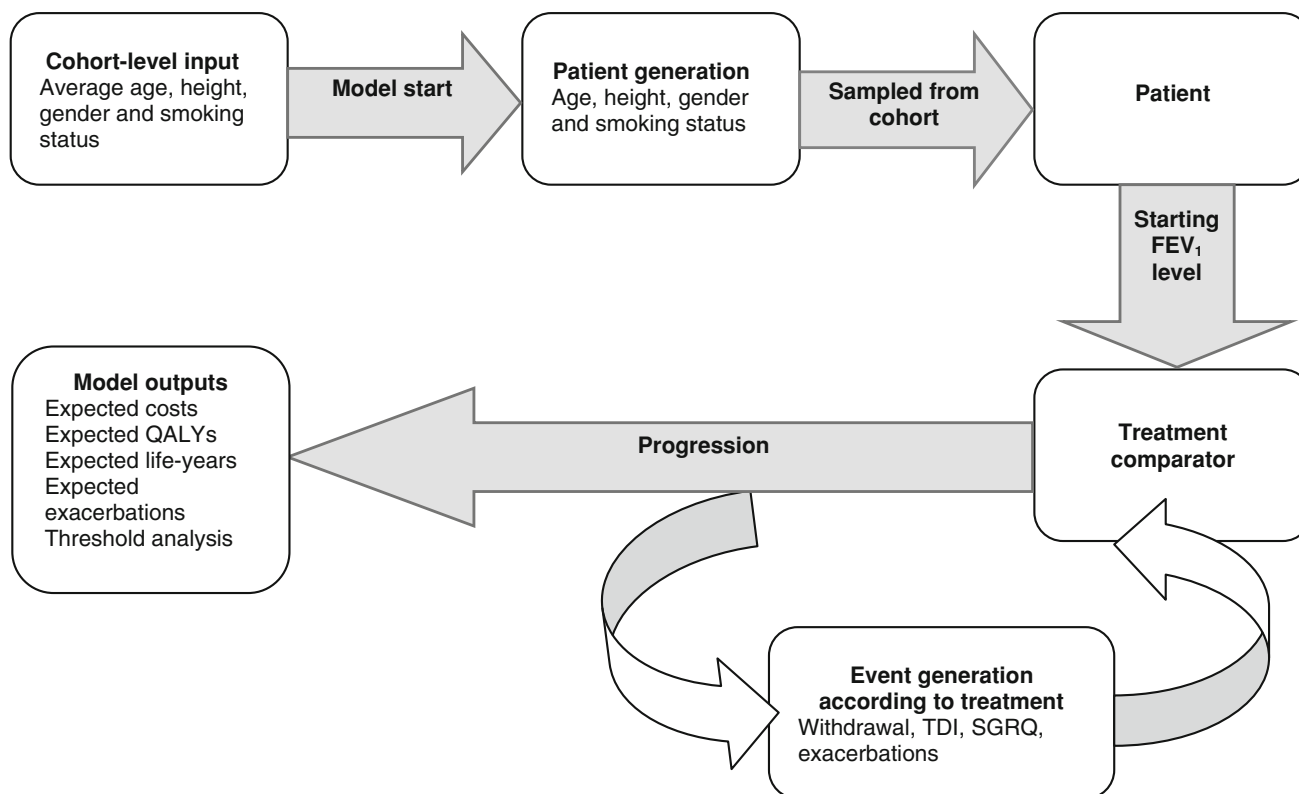 Cohort-level input
Average age, height,
gender and smoking
status
Model start
Patient generation
Age, height, gender
and smoking status
Sampled from
cohort
Patient
Starting
FEV₁
level
Treatment
comparator
Progression
Model outputs
Expected costs
Expected QALYs
Expected life-years
Expected
exacerbations
Threshold analysis
Event generation
according to treatment
Withdrawal, TDI, SGRQ,
exacerbations